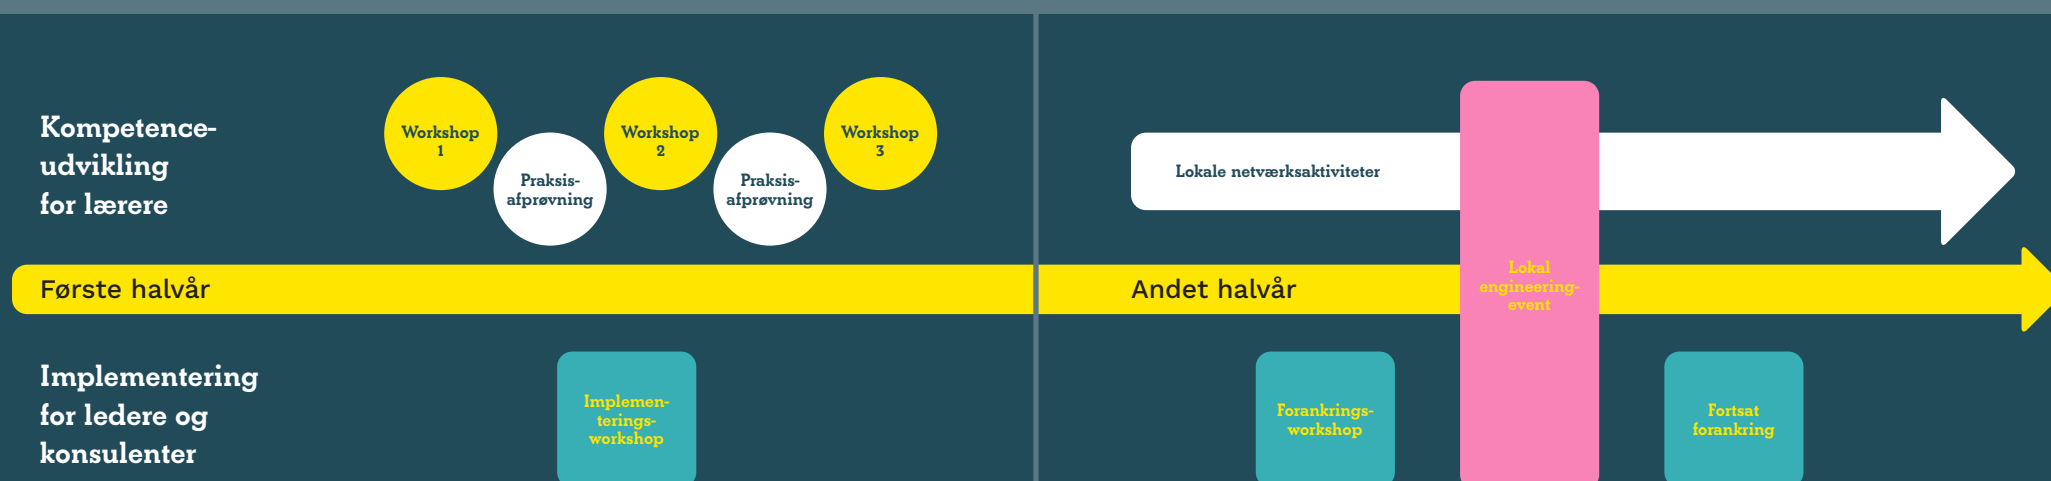 Kompetence-
udvikling
for lærere
Workshop
1
Praksis-
afprøvning
Workshop
2
Praksis-
afprøvning
Workshop
3
Lokale netværksaktiviteter
Første halvår
Andet halvår
Lokal
engineering-
event
Implementering
for ledere og
konsulenter
Implemen-
terings-
workshop
Forankrings-
workshop
Fortsat
forankring